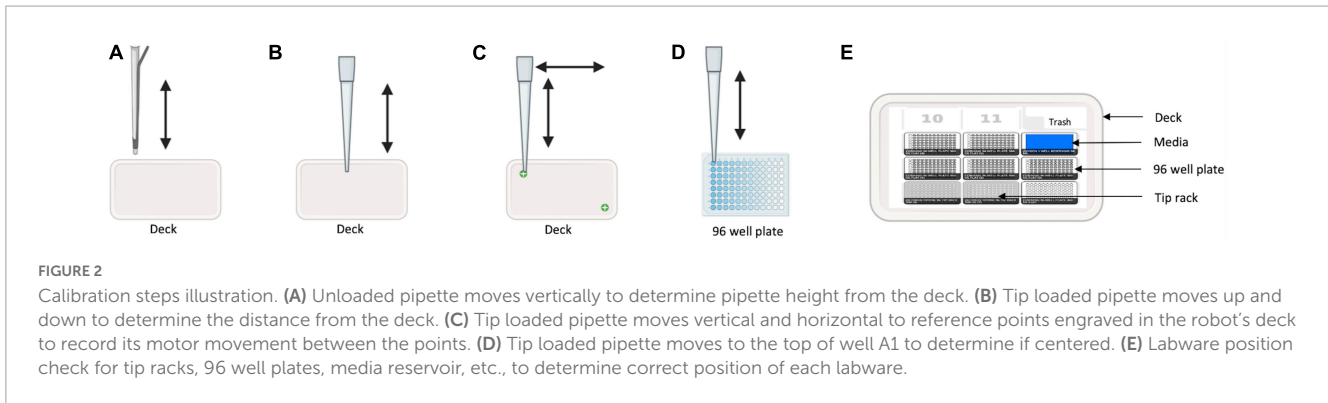 A
B
C
D
E
10
11
Trash
Deck
Media
96 well plate
Tip rack
Deck
Deck
Deck
96 well plate
FIGURE 2
Calibration steps illustration. (A) Unloaded pipette moves vertically to determine pipette height from the deck. (B) Tip loaded pipette moves up and
down to determine the distance from the deck. (C) Tip loaded pipette moves vertical and horizontal to reference points engraved in the robot's deck
to record its motor movement between the points. (D) Tip loaded pipette moves to the top of well A1 to determine if centered. (E) Labware position
check for tip racks, 96 well plates, media reservoir, etc., to determine correct position of each labware.